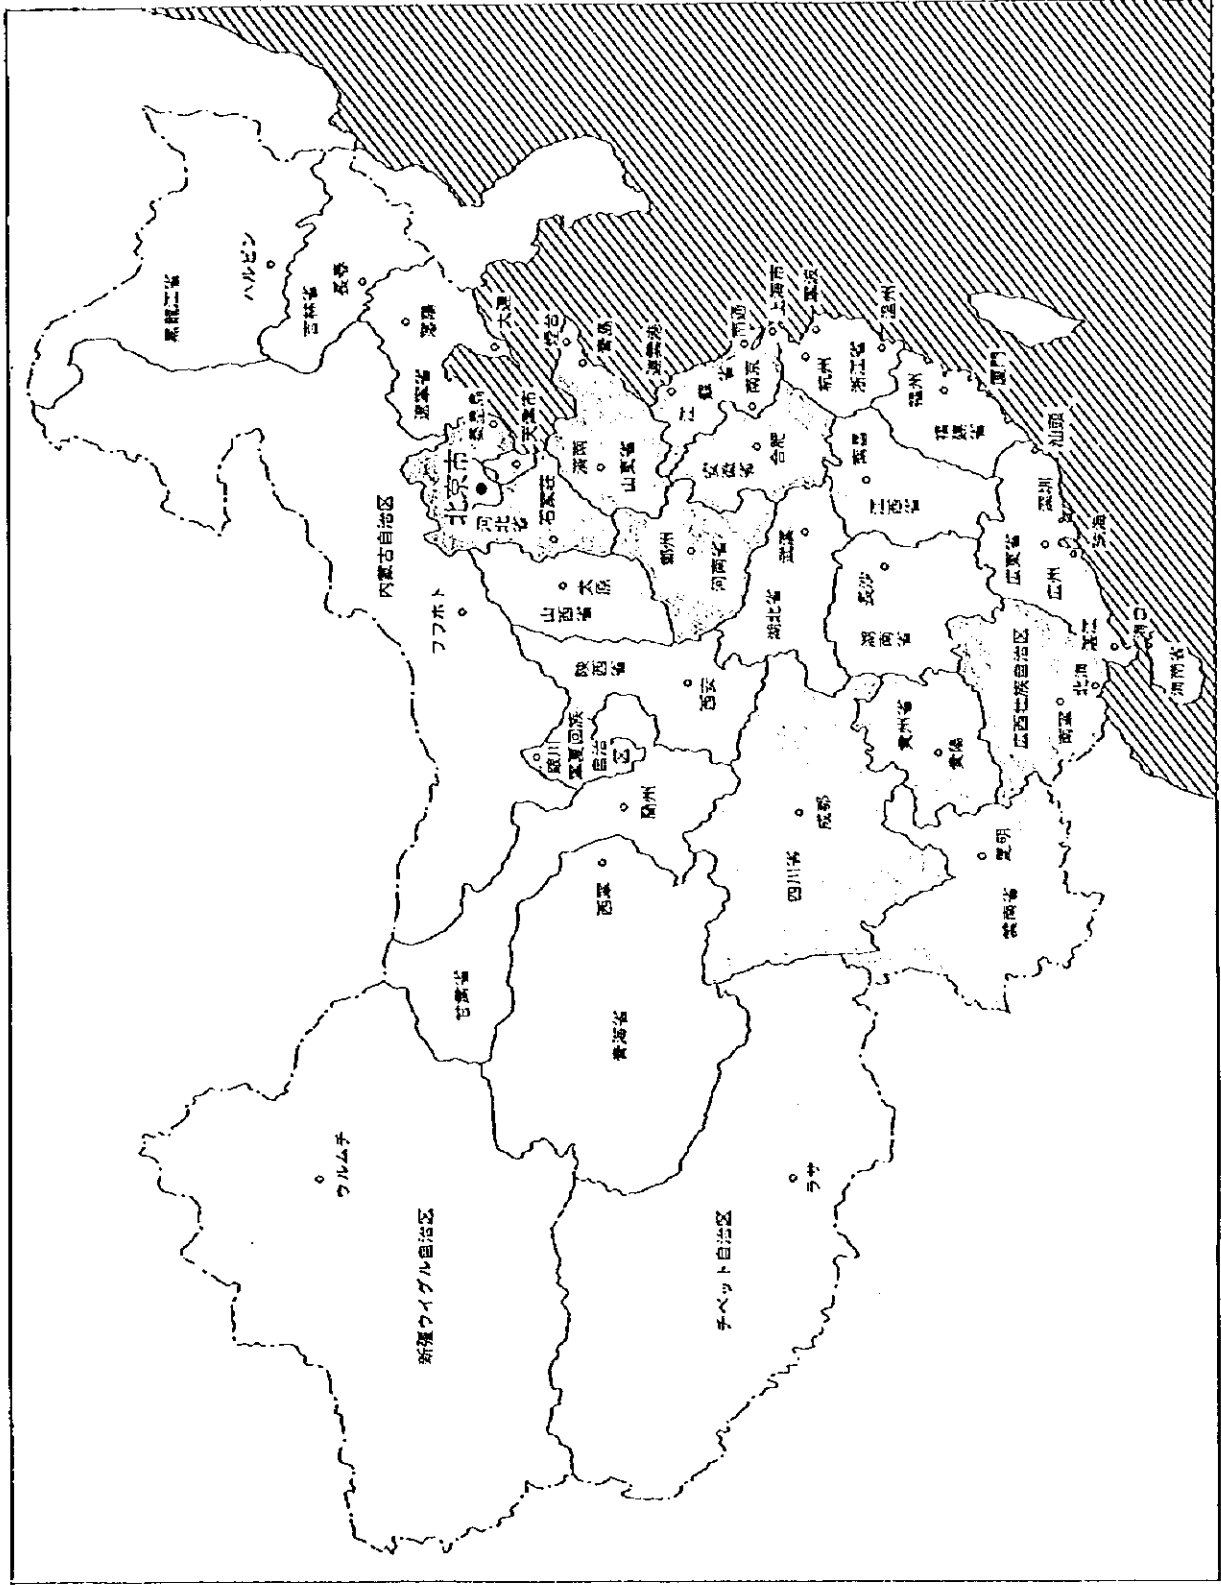 黒龍江省
ハルビン
吉林省
長春
瀋陽
遼寧省
大連
内蒙古自治区
フフホト
北京市
天津市
秦皇島
河北省
石家荘
山西省
太原
煙台
青島
済南
山東省
連雲港
江蘇省
南通
南京
上海市
寧波
杭州
浙江省
温州
安徽省
合肥
鄭州
河南省
陝西省
西安
銀川
寧夏回族
自治
区
蘭州
甘粛省
西寧
青海省
新疆ウイグル自治区
ウルムチ
チベット自治区
ラサ
四川省
成都
湖北省
武漢
湖南省
長沙
江西省
南昌
福州
福建省
厦門
汕頭
深圳
広東省
広州
珠海
湛江
海口
海南省
広西壮族自治区
南寧
北海
貴州省
貴陽
雲南省
昆明